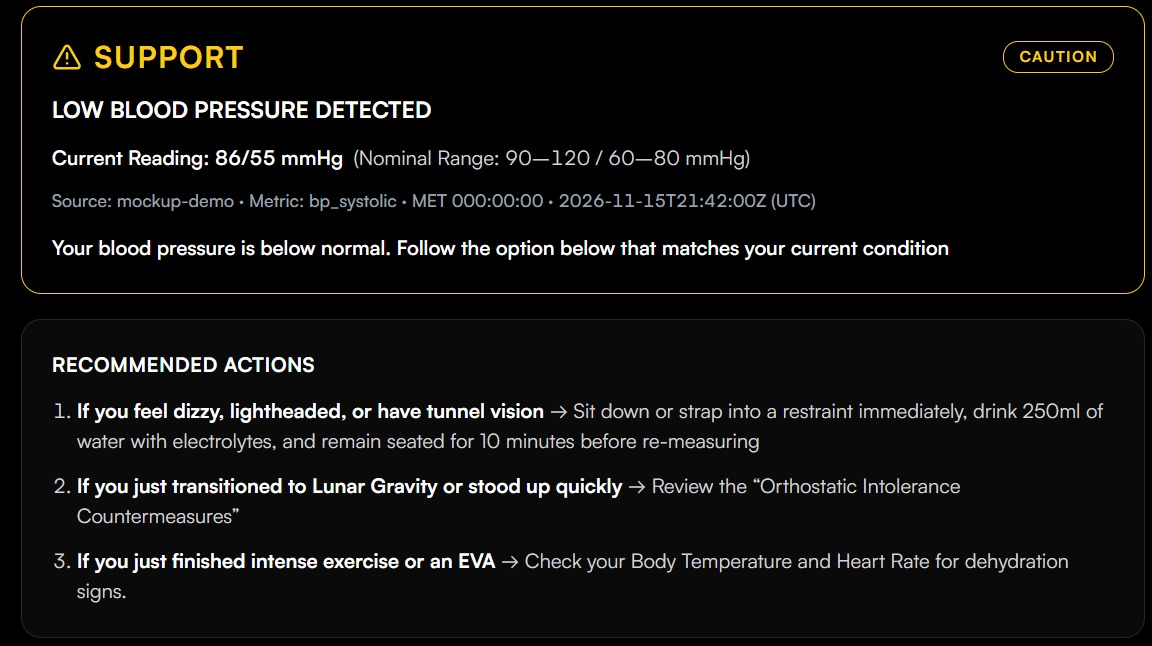 SUPPORT
CAUTION
LOW BLOOD PRESSURE DETECTED
Current Reading: 86/55 mmHg (Nominal Range: 90—120 / 60—80 mmHg)
Source: mockup-demo • Metric: bp_systolic • MET 000:00:00 • 2026-11-15T21:42:00Z (UTC)
Your blood pressure is below normal. Follow the option below that matches your current condition
RECOMMENDED ACTIONS
1. If you feel dizzy, lightheaded, or have tunnel vision → Sit down or strap into a restraint immediately, drink 250ml of
water with electrolytes, and remain seated for 10 minutes before re-measuring
2. If you just transitioned to Lunar Gravity or stood up quickly → Review the “Orthostatic Intolerance
Countermeasures”
3. If you just finished intense exercise or an EVA → Check your Body Temperature and Heart Rate for dehydration
signs.